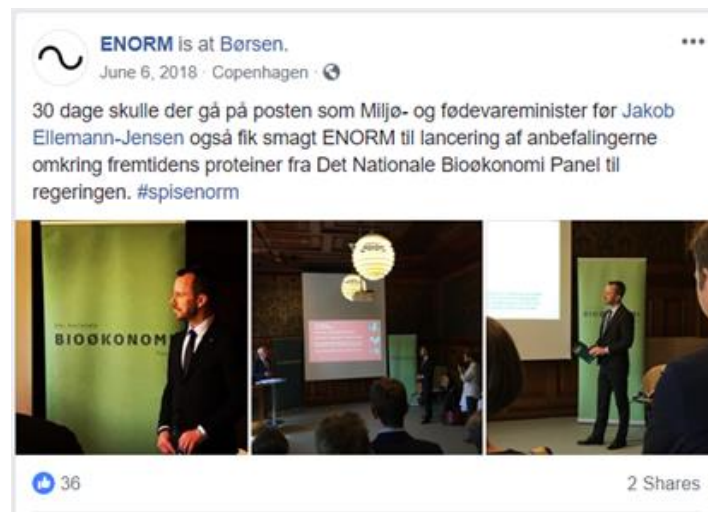 ENORM is at Børsen.
June 6, 2018 · Copenhagen ·
30 dage skulle der gå på posten som Miljø- og fødevareminister før Jakob
Ellemann-Jensen også fik smagt ENORM til lancering af anbefalingerne
omkring fremtidens proteiner fra Det Nationale Bioøkonomi Panel til
regeringen. #spisenorm
BIOØKONOMI
BIOØKONOMI
36
2 Shares